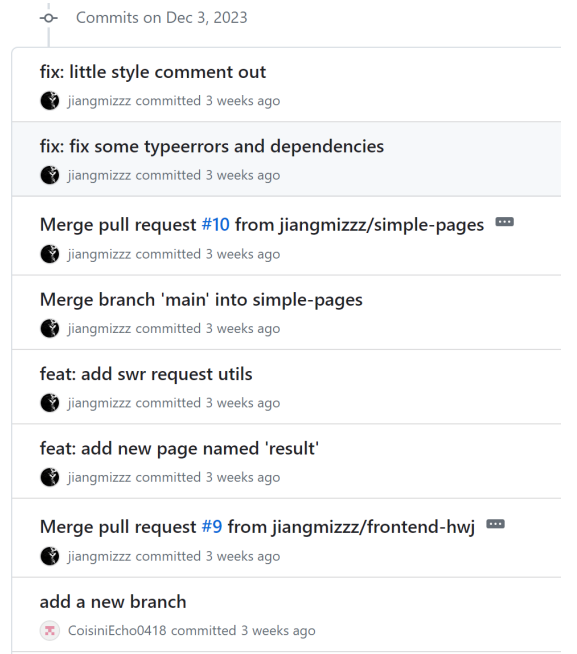 Commits on Dec 3, 2023
fix: little style comment out
jiangmizzz committed 3 weeks ago
fix: fix some typeerrors and dependencies
jiangmizzz committed 3 weeks ago
Merge pull request #10 from jiangmizzz/simple-pages
jiangmizzz committed 3 weeks ago
Merge branch 'main' into simple-pages
jiangmizzz committed 3 weeks ago
feat: add swr request utils
jiangmizzz committed 3 weeks ago
feat: add new page named 'result'
jiangmizzz committed 3 weeks ago
Merge pull request #9 from jiangmizzz/frontend-hwj
jiangmizzz committed 3 weeks ago
add a new branch
CoisiniEcho0418 committed 3 weeks ago